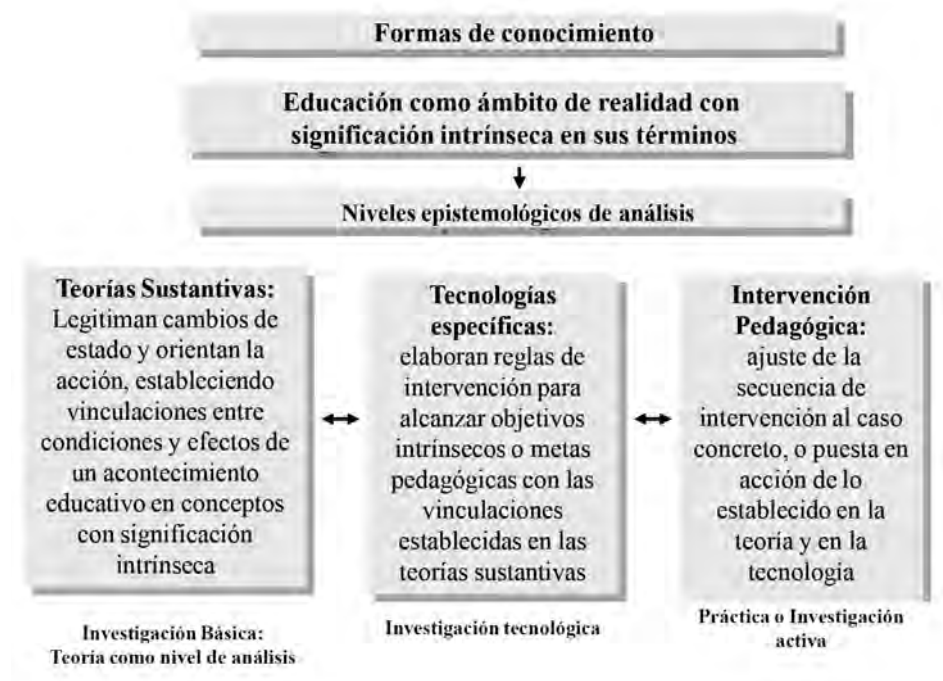 Formas de conocimiento
Educación como ámbito de realidad con
significación intrínseca en sus términos
Niveles epistemológicos de análisis
Teorías Sustantivas:
Legitiman cambios de
estado y orientan la
acción, estableciendo
vinculaciones entre
condiciones y efectos de
un acontecimiento
educativo en conceptos
con significación
intrínseca
Investigación Básica:
Teoría como nivel de análisis
Tecnologías
específicas:
elaboran reglas de
intervención para
alcanzar objetivos
intrínsecos o metas
pedagógicas con las
vinculaciones
establecidas en las
teorías sustantivas
Investigación tecnológica
Intervención
Pedagógica:
ajuste de la
secuencia de
intervención al caso
concreto, o puesta en
acción de lo
establecido en la
teoría y en la
tecnología
Práctica o Investigación
activa